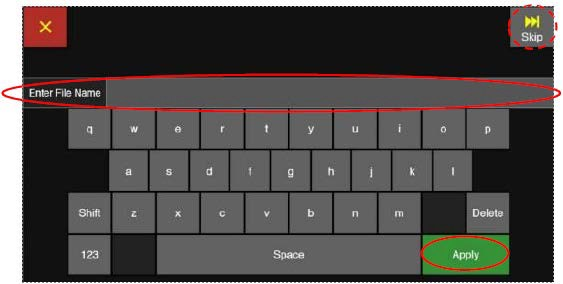 Skip
Enter File Name
q w e r t y u i o p
a s d f g h j k l
Shift z x c v b n m Delete
123 Space Apply